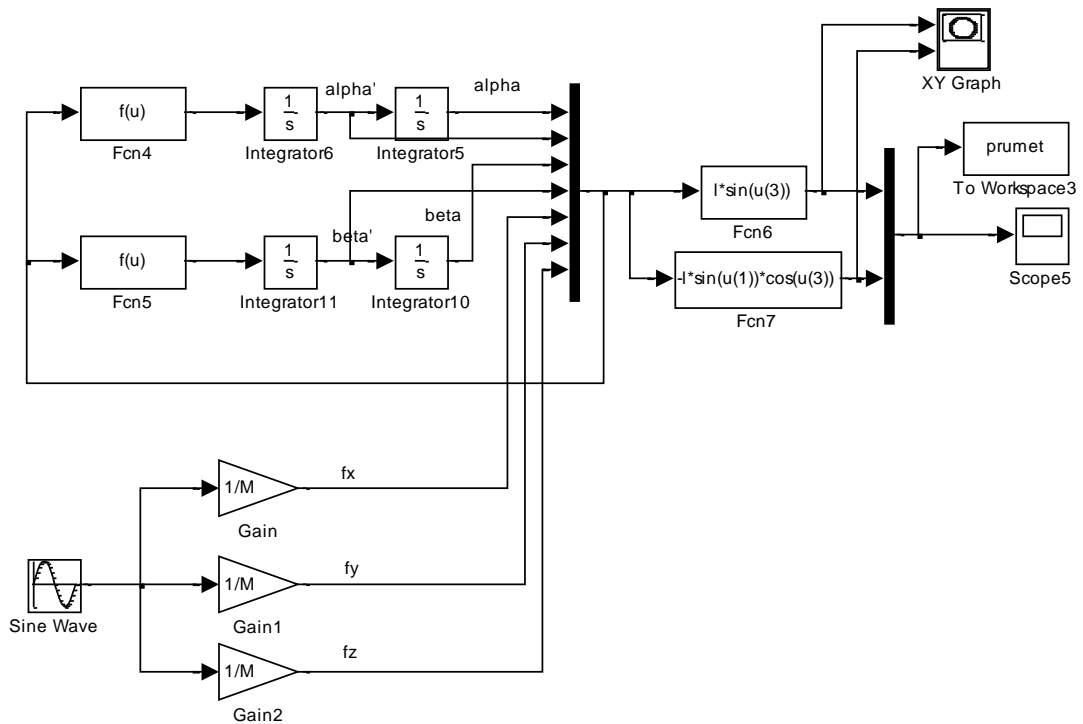 XY Graph
alpha'
alpha
f(u)
1
s
1
s
Fcn4
Integrator6
Integrator5
prumet
To Workspace3
l*sin(u(3))
Fcn6
beta
beta'
f(u)
1
s
1
s
Fcn5
Integrator11
Integrator10
-l*sin(u(1))*cos(u(3))
Fcn7
Scope5
fx
1/M
Gain
fy
1/M
Sine Wave
Gain1
fz
1/M
Gain2